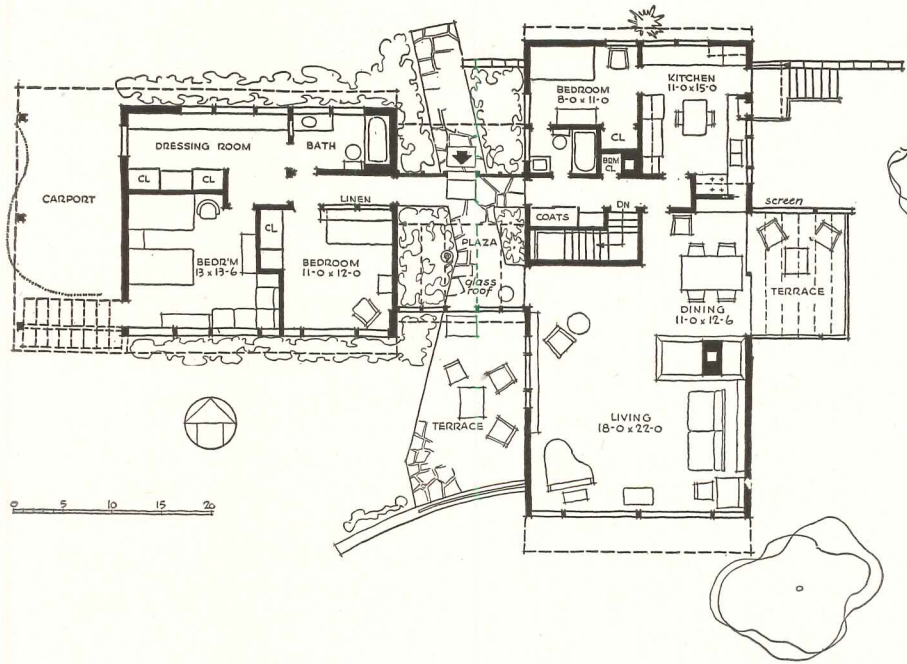 BEDROOM
8-0 x 11-0
KITCHEN
11-0 x 15-0
DRESSING ROOM
BATH
CL
BRM
CL
CL
CL
CARPORT
LINEN
COATS
DN
screen
CL
PLAZA
BEDR'M
13 x 13-6
BEDROOM
11-0 x 12-0
glass
roof
DINING
11-0 x 12-6
TERRACE
TERRACE
LIVING
18-0 x 22-0
0 5 10 15 20